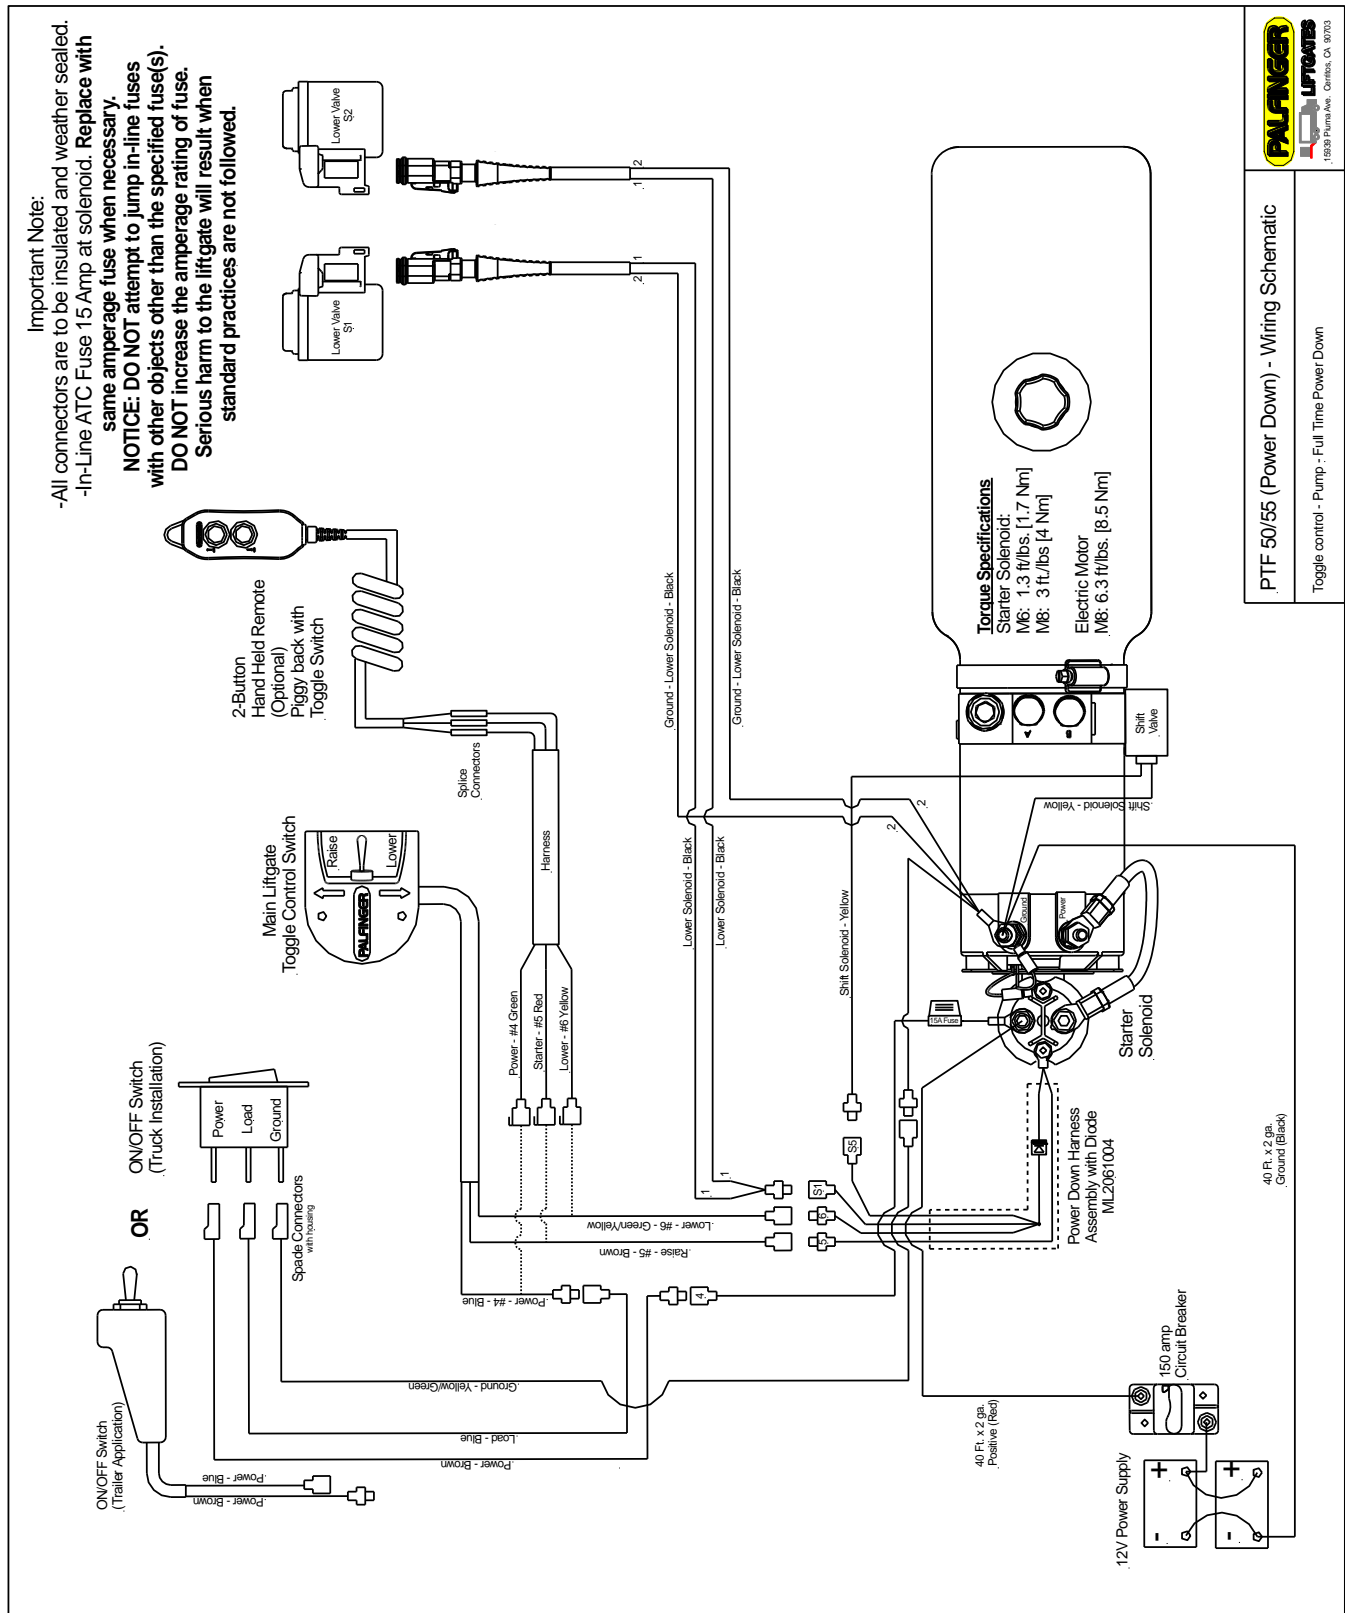 Important Note:
-All connectors are to be insulated and weather sealed.
-In-Line ATC Fuse 15 Amp at solenoid. Replace with
same amperage fuse when necessary.
NOTICE: DO NOT attempt to jump in-line fuses
with other objects other than the specified fuse(s).
DO NOT increase the amperage rating of fuse.
Serious harm to the liftgate will result when
standard practices are not followed.
Lower Valve
S2
Lower Valve
S1
1
2
1
2
2-Button
Hand Held Remote
(Optional)
Piggy back with
Toggle Switch
Splice
Connectors
Harness
Main Liftgate
Toggle Control Switch
Raise
Lower
PALFINGER
Power - #4 Green
Starter - #5 Red
Lower - #6 Yellow
ON/OFF Switch
(Truck Installation)
Power
Load
Ground
OR
Spade Connectors
with housing
ON/OFF Switch
(Trailer Application)
Power - Blue
Power - Brown
Power - Brown
Load - Blue
Ground - Yellow/Green
Power - #4 - Blue
Raise - #5 - Brown
Lower - #6 - Green/Yellow
Ground - Lower Solenoid - Black
Ground - Lower Solenoid - Black
Lower Solenoid - Black
Lower Solenoid - Black
Shift Solenoid - Yellow
Shift Solenoid - Yellow
1
1
2
2
S1
S5
6
5
4
15A Fuse
Power Down Harness
Assembly with Diode
ML2061004
Starter
Solenoid
Ground
Power
A
B
Shift
Valve
Torque Specifications
Starter Solenoid:
M6: 1.3 ft/lbs. [1.7 Nm]
M8: 3 ft./lbs [4 Nm]
Electric Motor
M8: 6.3 ft/lbs. [8.5 Nm]
40 Ft. x 2 ga.
Positive (Red)
40 Ft. x 2 ga.
Ground (Black)
150 amp
Circuit Breaker
12V Power Supply
+
-
+
-
PTF 50/55 (Power Down) - Wiring Schematic
Toggle control - Pump - Full Time Power Down
PALFINGER
LIFTGATES
15939 Piuma Ave. Cerritos, CA 90703